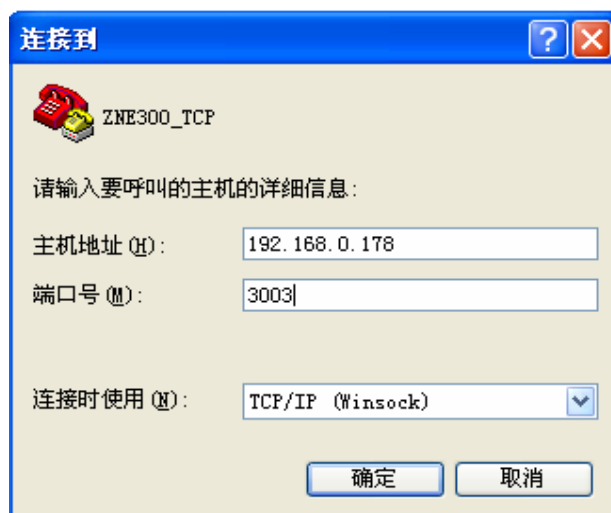 连接到
ZNE300_TCP
请输入要呼叫的主机的详细信息:
主机地址(H): 192.168.0.178
端口号(M): 3003
连接时使用(N): TCP/IP (Winsock)
确定 取消